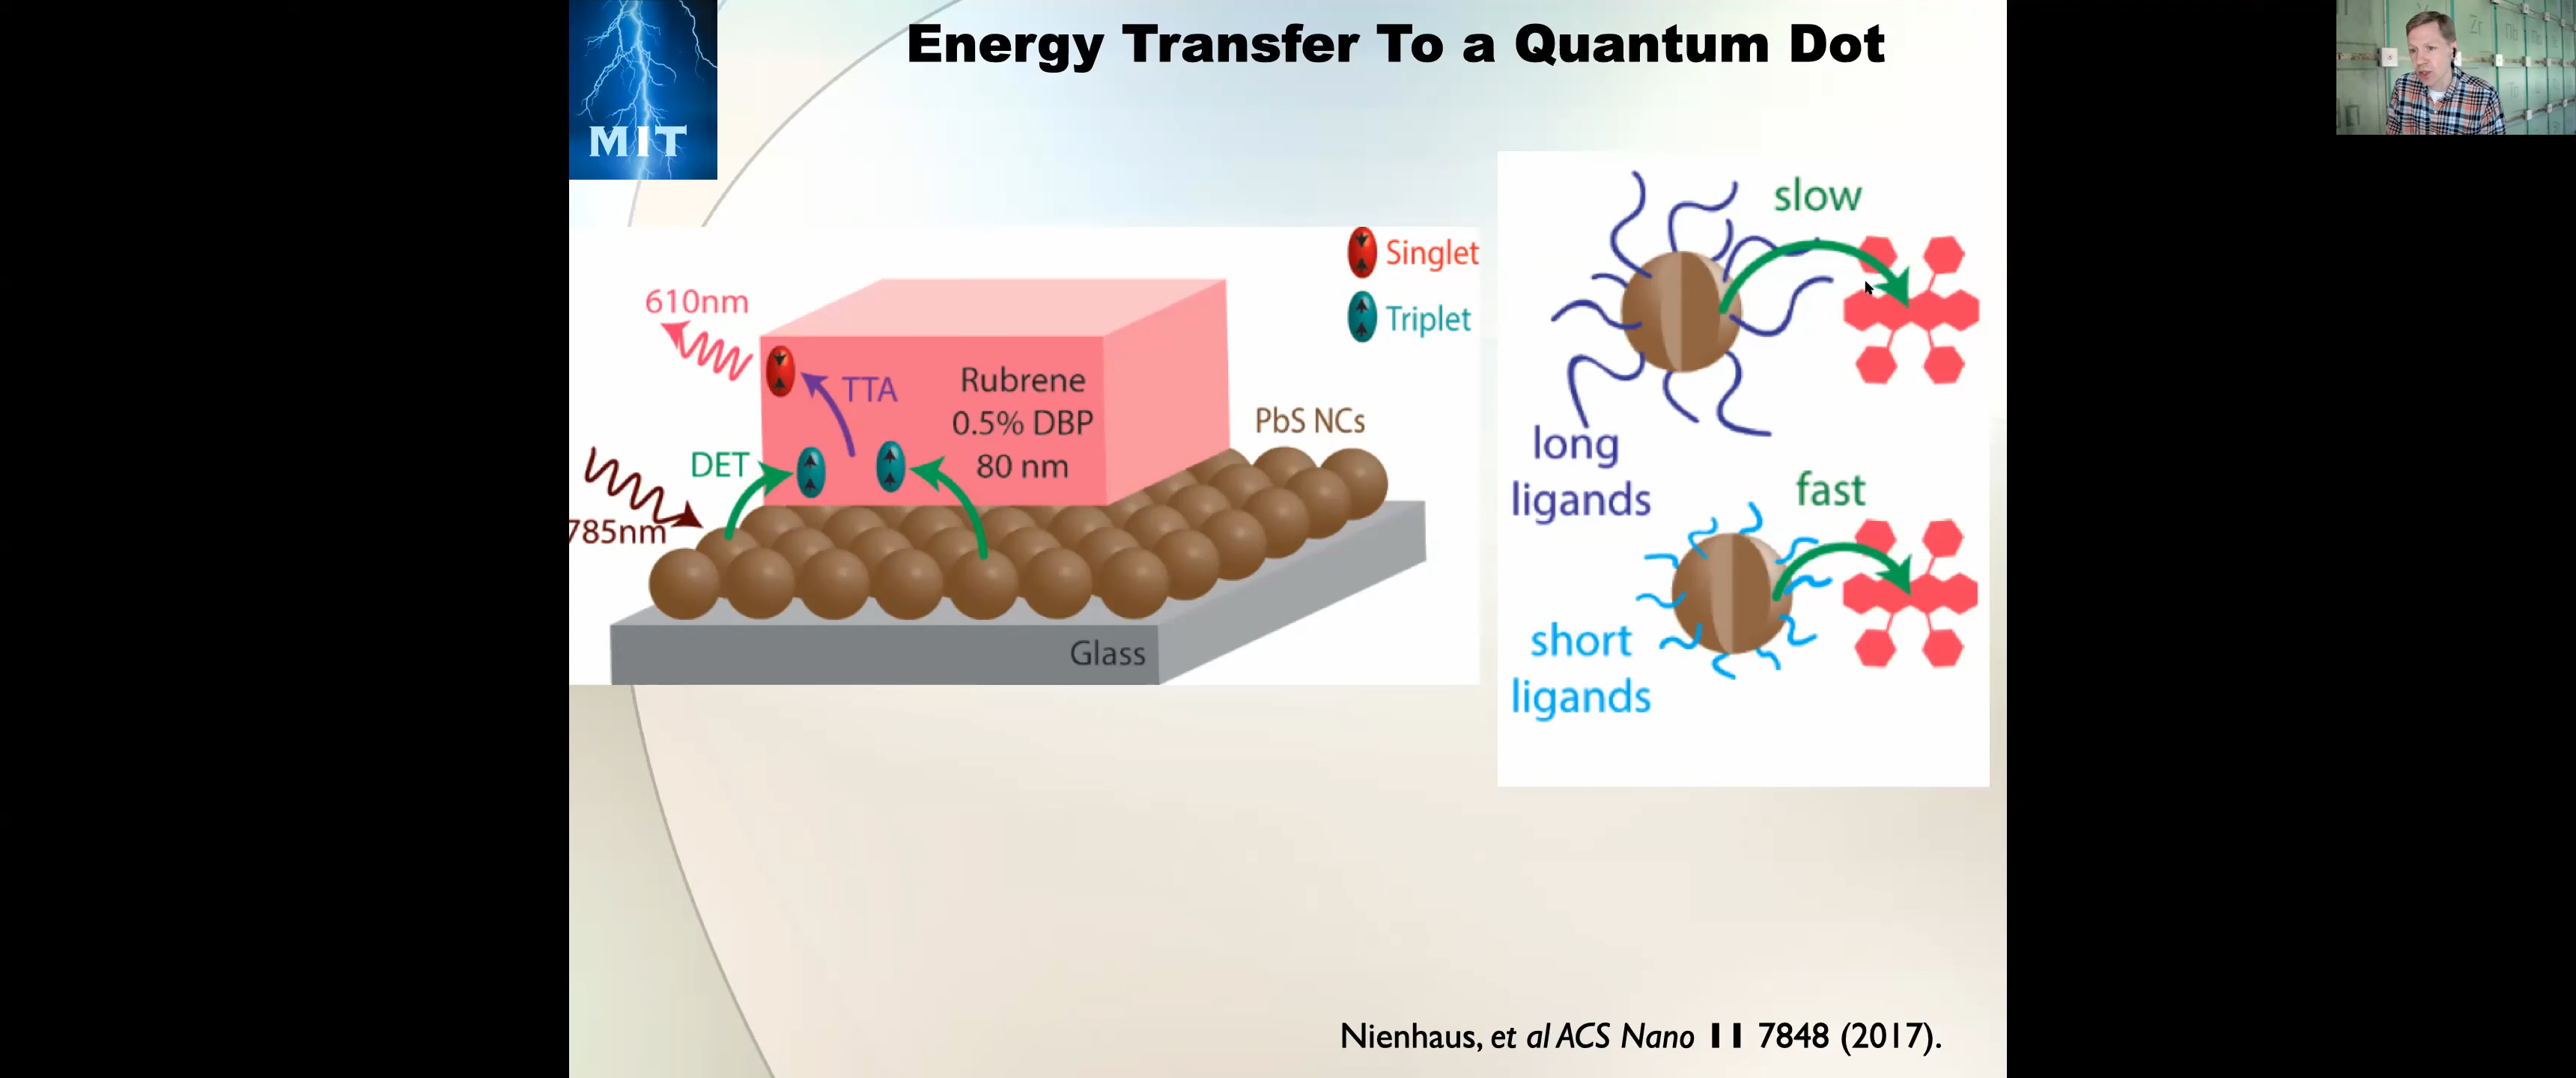 Energy Transfer To a Quantum Dot
MIT
Singlet
Triplet
610nm
TTA
Rubrene
0.5% DBP
80 nm
PbS NCs
DET
785nm
Glass
slow
long
ligands
fast
short
ligands
Nienhaus, et al ACS Nano 11 7848 (2017).